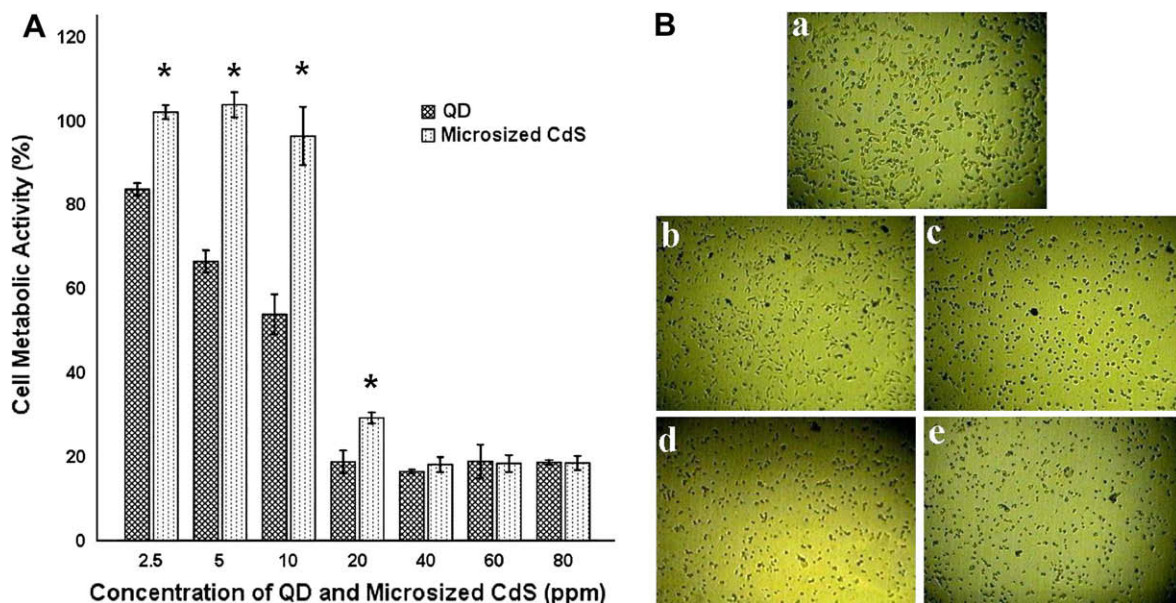 A
120
100
80
60
40
20
0
Cell Metabolic Activity (%)
* * *
*
QD
Microsized CdS
2.5 5 10 20 40 60 80
Concentration of QD and Microsized CdS (ppm)
B
a
b
c
d
e